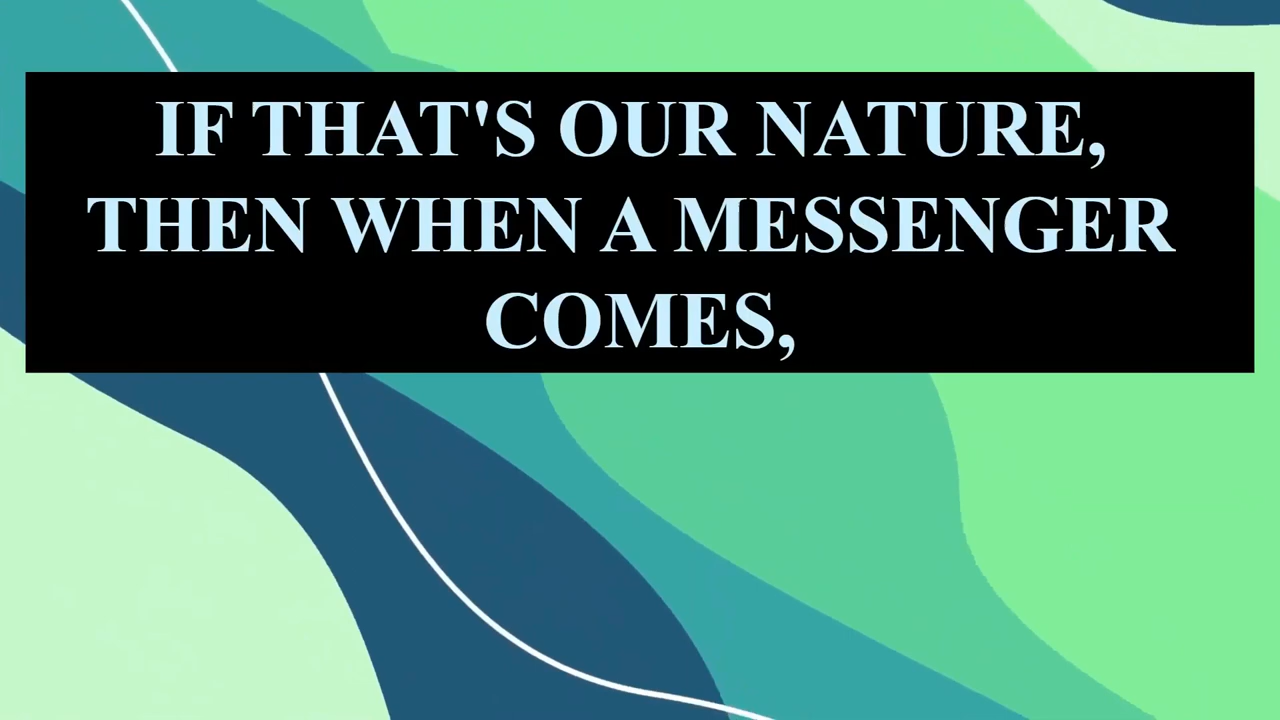 IF THAT'S OUR NATURE,
THEN WHEN A MESSENGER
COMES,